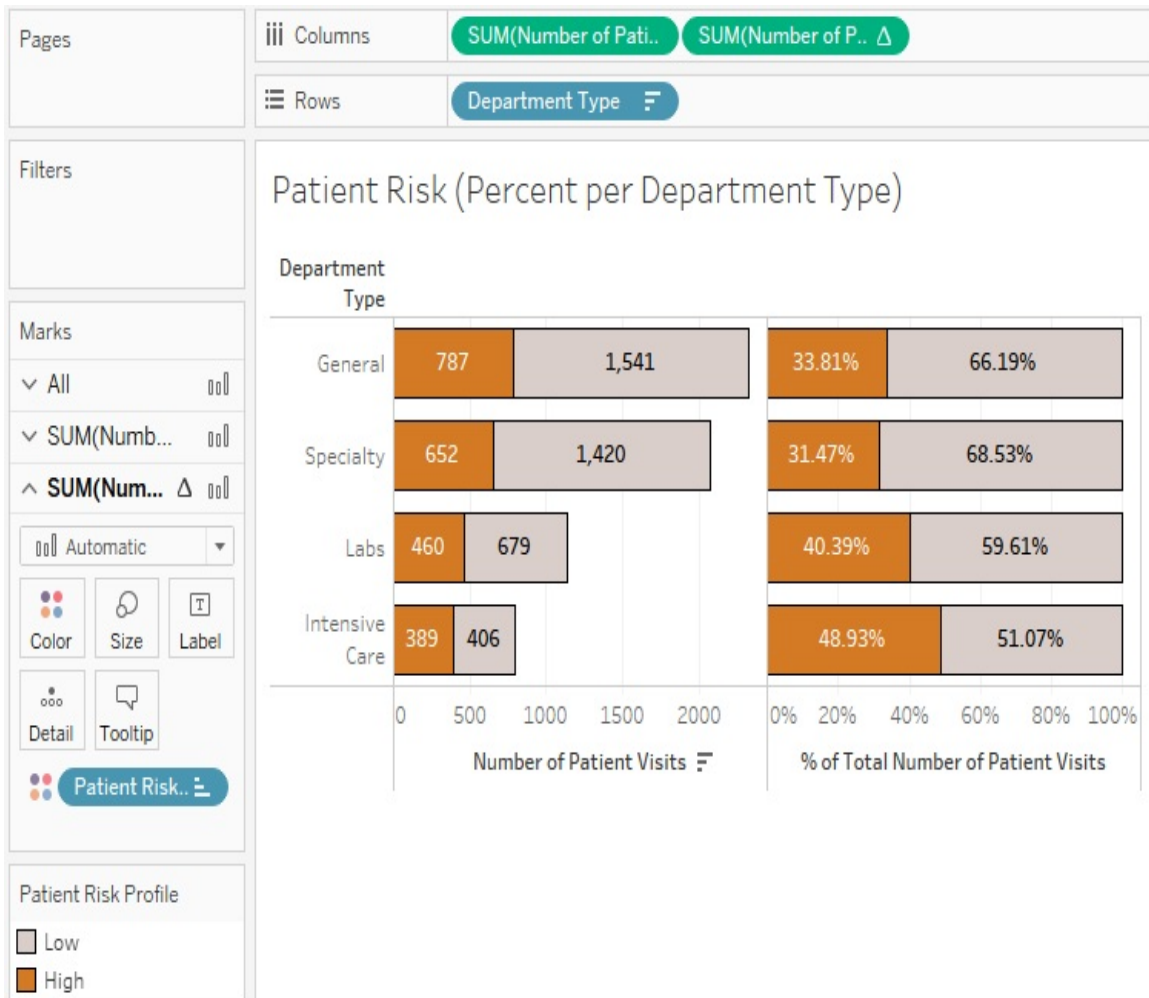 Pages
Columns
SUM(Number of Pati..
SUM(Number of P.. Δ
Rows
Department Type
Filters
Patient Risk (Percent per Department Type)
Department
Type
Marks
All
SUM(Numb...
SUM(Num... Δ
Automatic
Color
Size
T
Label
Detail
Tooltip
Patient Risk..
Patient Risk Profile
Low
High
General
787
1,541
33.81%
66.19%
Specialty
652
1,420
31.47%
68.53%
Labs
460
679
40.39%
59.61%
Intensive
Care
389
406
48.93%
51.07%
0 500 1000 1500 2000
0% 20% 40% 60% 80% 100%
Number of Patient Visits
% of Total Number of Patient Visits